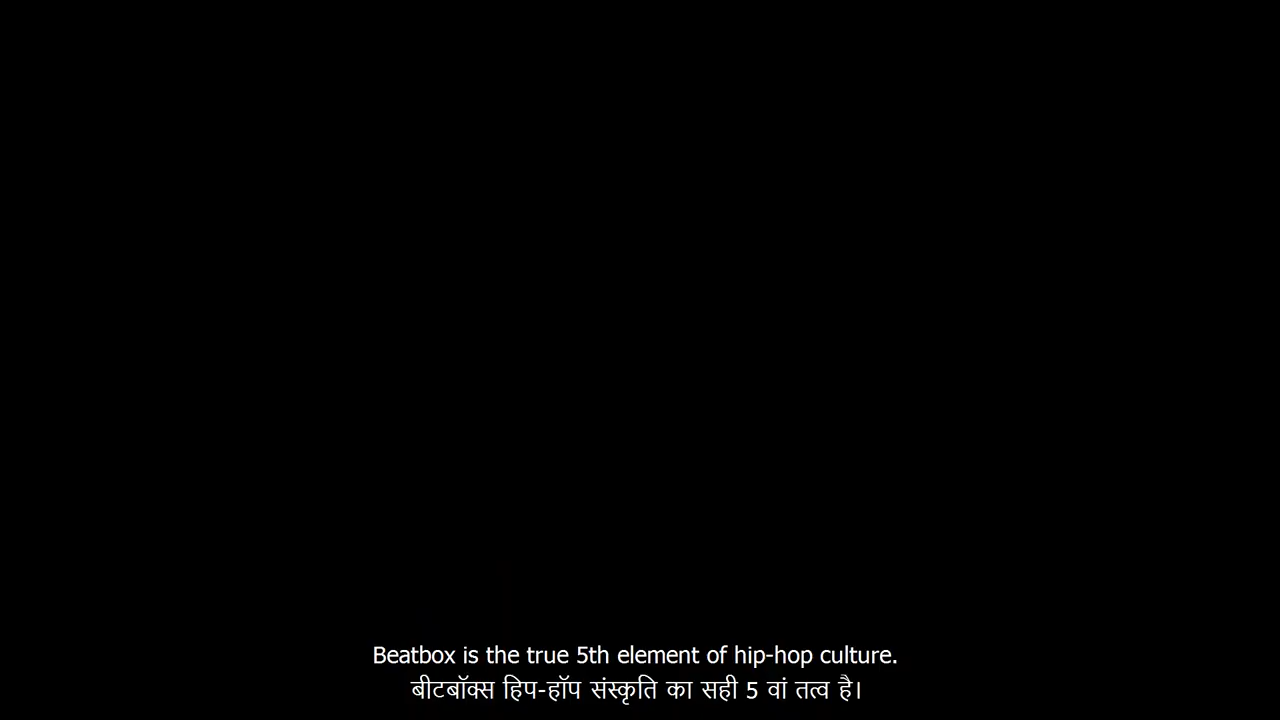 Beatbox is the true 5th element of hip-hop culture.
बीटबॉक्स हिप-हॉप संस्कृति का सही 5 वां तत्व है।